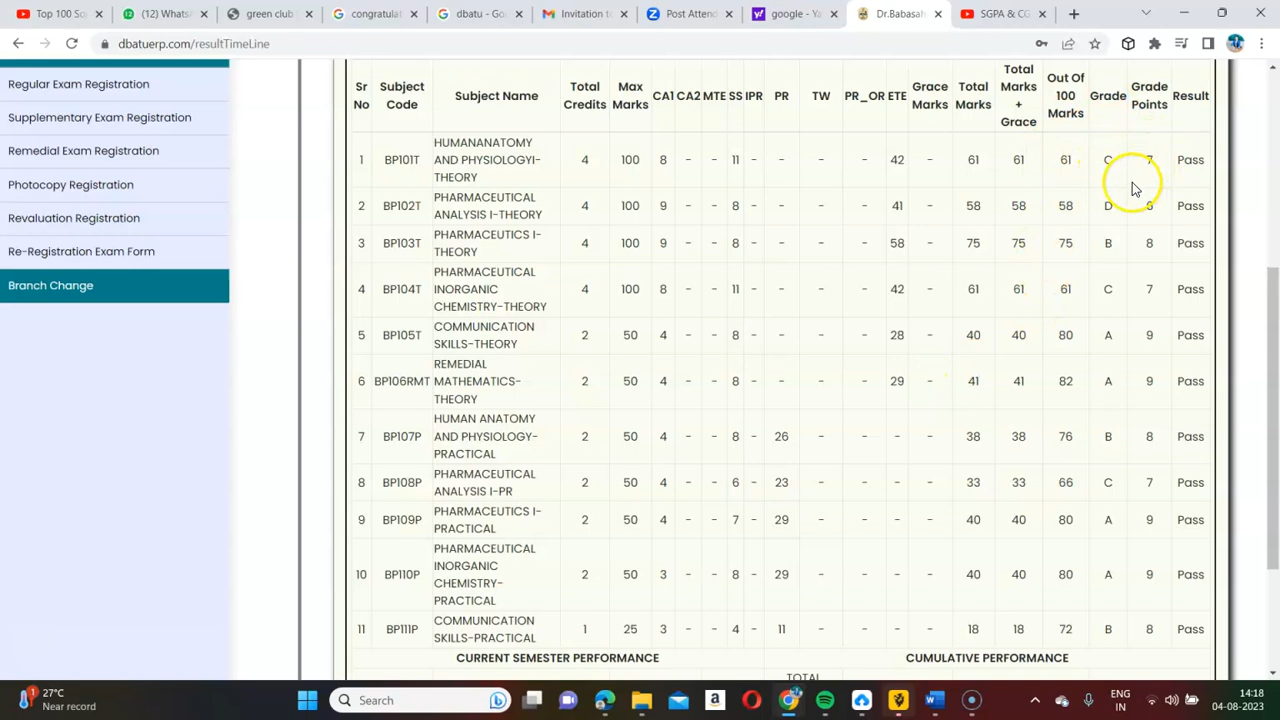 Top 100 So
(12) Whats
green club
congratulat
dbatu - Go
Invitation to
Post Attend
google - Ya
Dr.Babasah
SGPA & CG
dbatuerp.com/resultTimeLine
Regular Exam Registration
Supplementary Exam Registration
Remedial Exam Registration
Photocopy Registration
Revaluation Registration
Re-Registration Exam Form
Branch Change
Sr No Subject Code Subject Name Total Credits Max Marks CA1 CA2 MTE SS IPR PR TW PR_OR ETE Grace Marks Total Marks Total Marks + Grace Out Of 100 Marks Grade Grade Points Result
1 BP101T HUMANANATOMY AND PHYSIOLOGYI-THEORY 4 100 8 - - 11 - - - - 42 - 61 61 61 C 7 Pass
2 BP102T PHARMACEUTICAL ANALYSIS I-THEORY 4 100 9 - - 8 - - - - 41 - 58 58 58 D 6 Pass
3 BP103T PHARMACEUTICS I-THEORY 4 100 9 - - 8 - - - - 58 - 75 75 75 B 8 Pass
4 BP104T PHARMACEUTICAL INORGANIC CHEMISTRY-THEORY 4 100 8 - - 11 - - - - 42 - 61 61 61 C 7 Pass
5 BP105T COMMUNICATION SKILLS-THEORY 2 50 4 - - 8 - - - - 28 - 40 40 80 A 9 Pass
6 BP106RMT REMEDIAL MATHEMATICS-THEORY 2 50 4 - - 8 - - - - 29 - 41 41 82 A 9 Pass
7 BP107P HUMAN ANATOMY AND PHYSIOLOGY-PRACTICAL 2 50 4 - - 8 - 26 - - - - 38 38 76 B 8 Pass
8 BP108P PHARMACEUTICAL ANALYSIS I-PR 2 50 4 - - 6 - 23 - - - - 33 33 66 C 7 Pass
9 BP109P PHARMACEUTICS I-PRACTICAL 2 50 4 - - 7 - 29 - - - - 40 40 80 A 9 Pass
10 BP110P PHARMACEUTICAL INORGANIC CHEMISTRY-PRACTICAL 2 50 3 - - 8 - 29 - - - - 40 40 80 A 9 Pass
11 BP111P COMMUNICATION SKILLS-PRACTICAL 1 25 3 - - 4 - 11 - - - - 18 18 72 B 8 Pass
CURRENT SEMESTER PERFORMANCE CUMULATIVE PERFORMANCE
TOTAL
27°C
Near record
Search
ENG
IN
14:18
04-08-2023